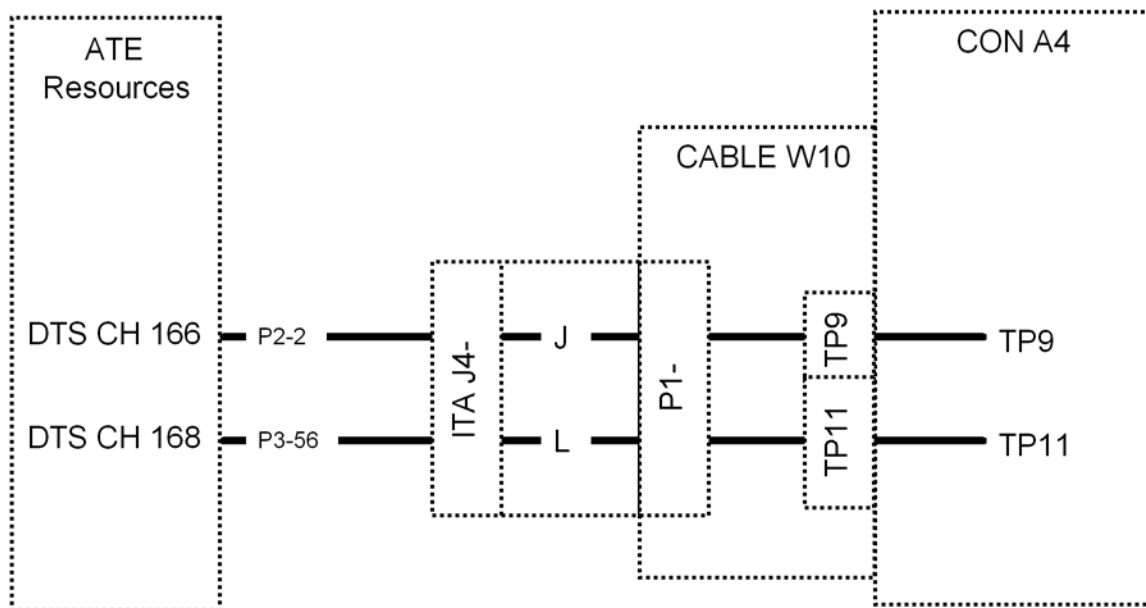 ATE
Resources
CON A4
CABLE W10
DTS CH 166
P2-2
ITA J4-
J
P1-
TP9
TP9
DTS CH 168
P3-56
L
TP11
TP11